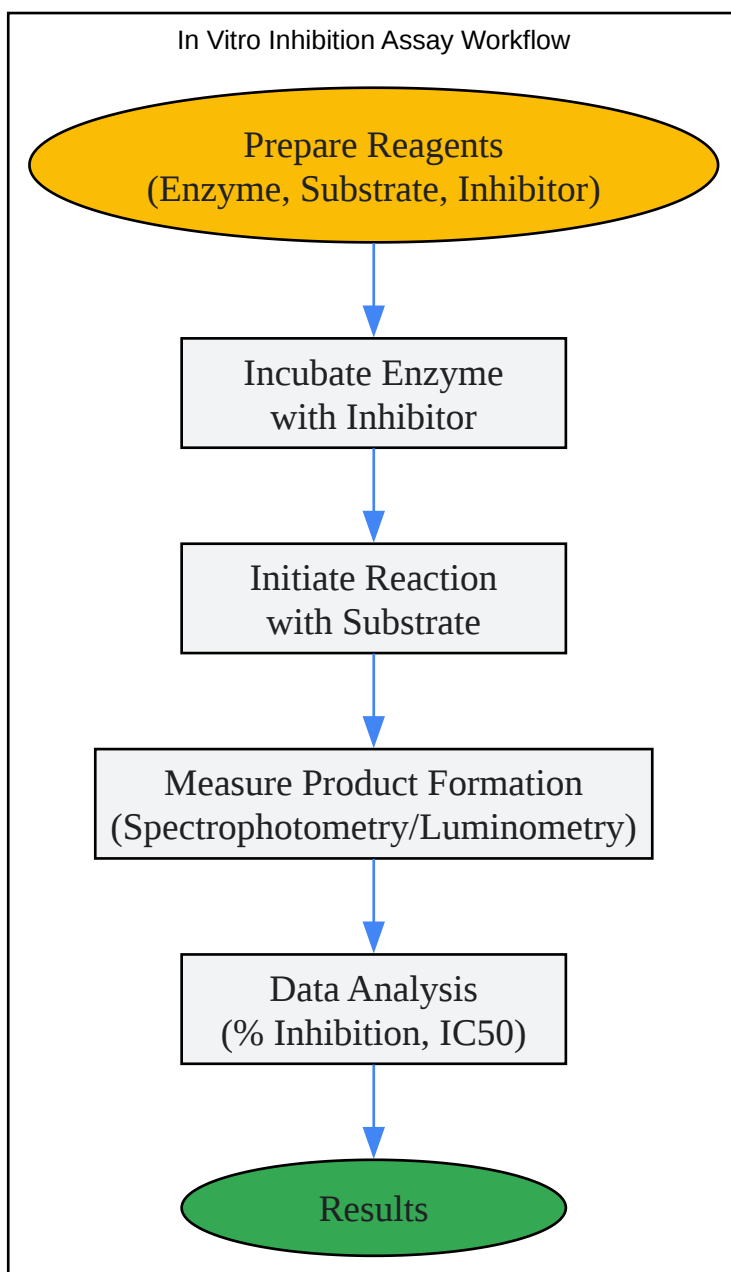 In Vitro Inhibition Assay Workflow
Prepare Reagents
(Enzyme, Substrate, Inhibitor)
Incubate Enzyme
with Inhibitor
Initiate Reaction
with Substrate
Measure Product Formation
(Spectrophotometry/Luminometry)
Data Analysis
(% Inhibition, IC50)
Results